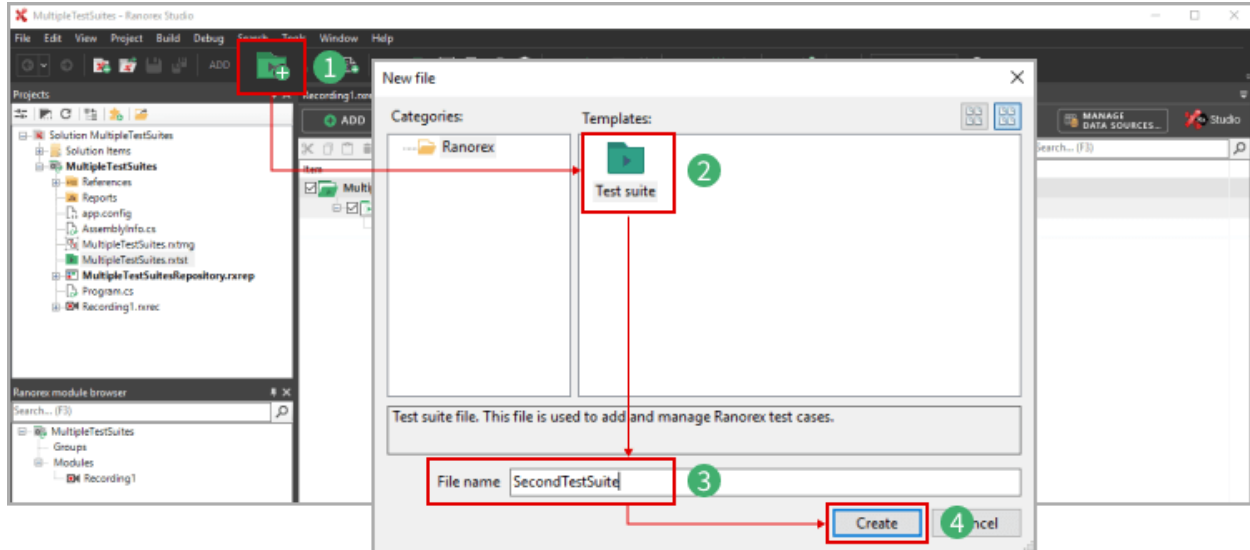 MultipleTestSuites - Ranorex Studio
File Edit View Project Build Debug Search Tools Window Help
ADD
1
Projects
Recording1.rxrec
Solution MultipleTestSuites
Solution Items
MultipleTestSuites
References
Reports
app.config
AssemblyInfo.cs
MultipleTestSuites.rxtmg
MultipleTestSuites.rxtst
MultipleTestSuitesRepository.rxrep
Program.cs
Recording1.rxrec
Ranorex module browser
Search... (F3)
MultipleTestSuites
Groups
Modules
Recording1
ADD
Item
New file
Categories:
Templates:
Ranorex
Test suite
2
Test suite file. This file is used to add and manage Ranorex test cases.
File name SecondTestSuite
3
Create
4
MANAGE
DATA SOURCES...
Studio
Search... (F3)